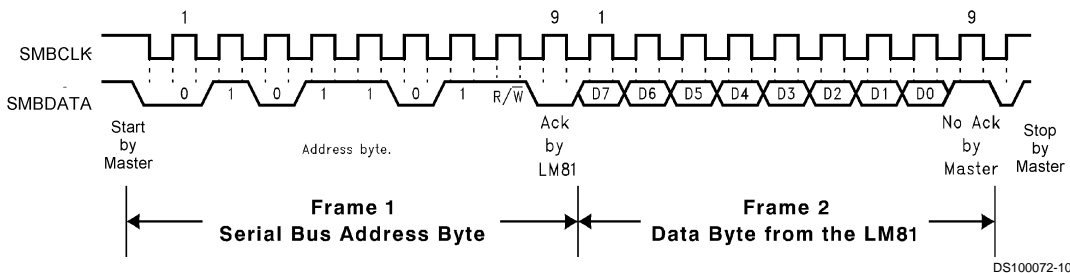 1 9 1 9
SMBCLK
SMBDATA
0 1 0 1 1 0 1 R/W̅ D7 D6 D5 D4 D3 D2 D1 D0
Start
by
Master
Address byte.
Ack
by
LM81
No Ack
by
Master
Stop
by
Master
Frame 1
Serial Bus Address Byte
Frame 2
Data Byte from the LM81
DS100072-10